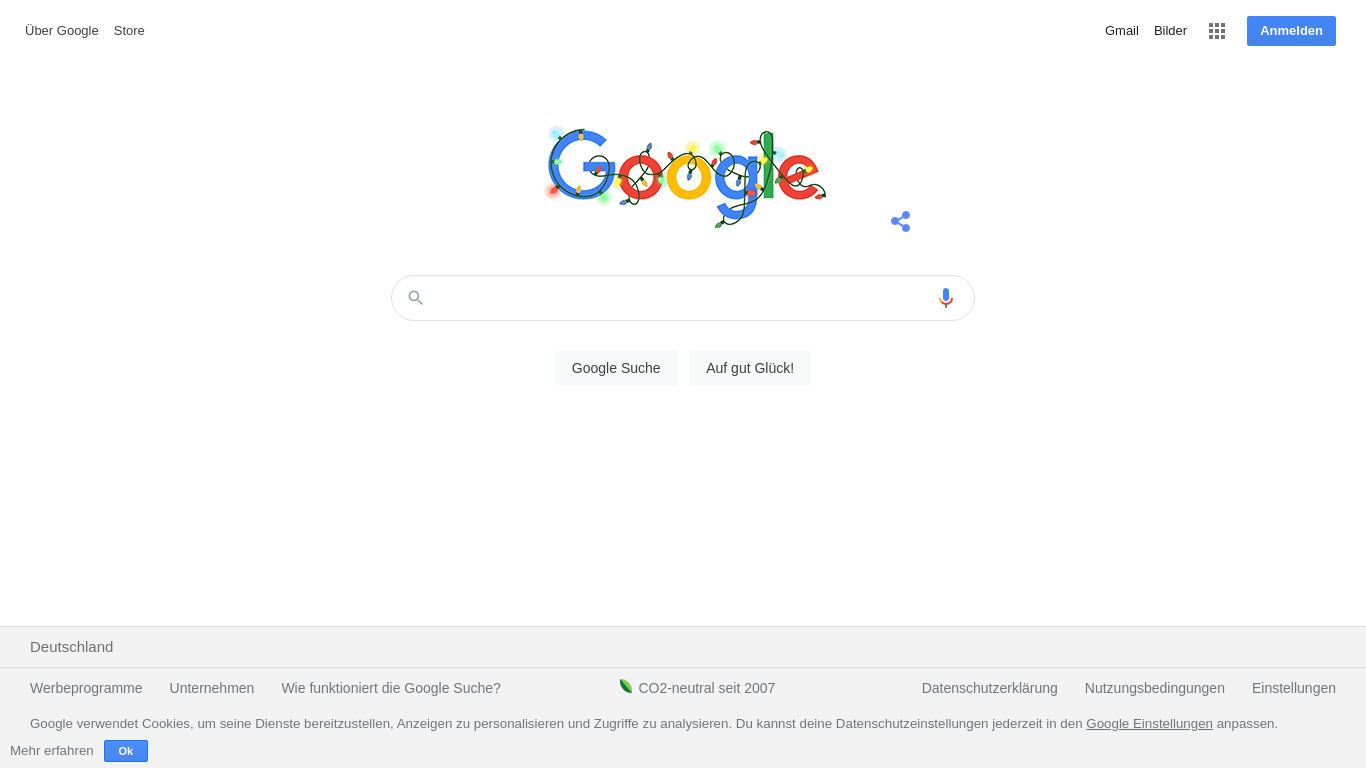 Über Google Store Gmail Bilder Anmelden
Google
Google Suche Auf gut Glück!
Deutschland
Werbeprogramme Unternehmen Wie funktioniert die Google Suche? CO2-neutral seit 2007 Datenschutzerklärung Nutzungsbedingungen Einstellungen
Google verwendet Cookies, um seine Dienste bereitzustellen, Anzeigen zu personalisieren und Zugriffe zu analysieren. Du kannst deine Datenschutzeinstellungen jederzeit in den Google Einstellungen anpassen.
Mehr erfahren Ok